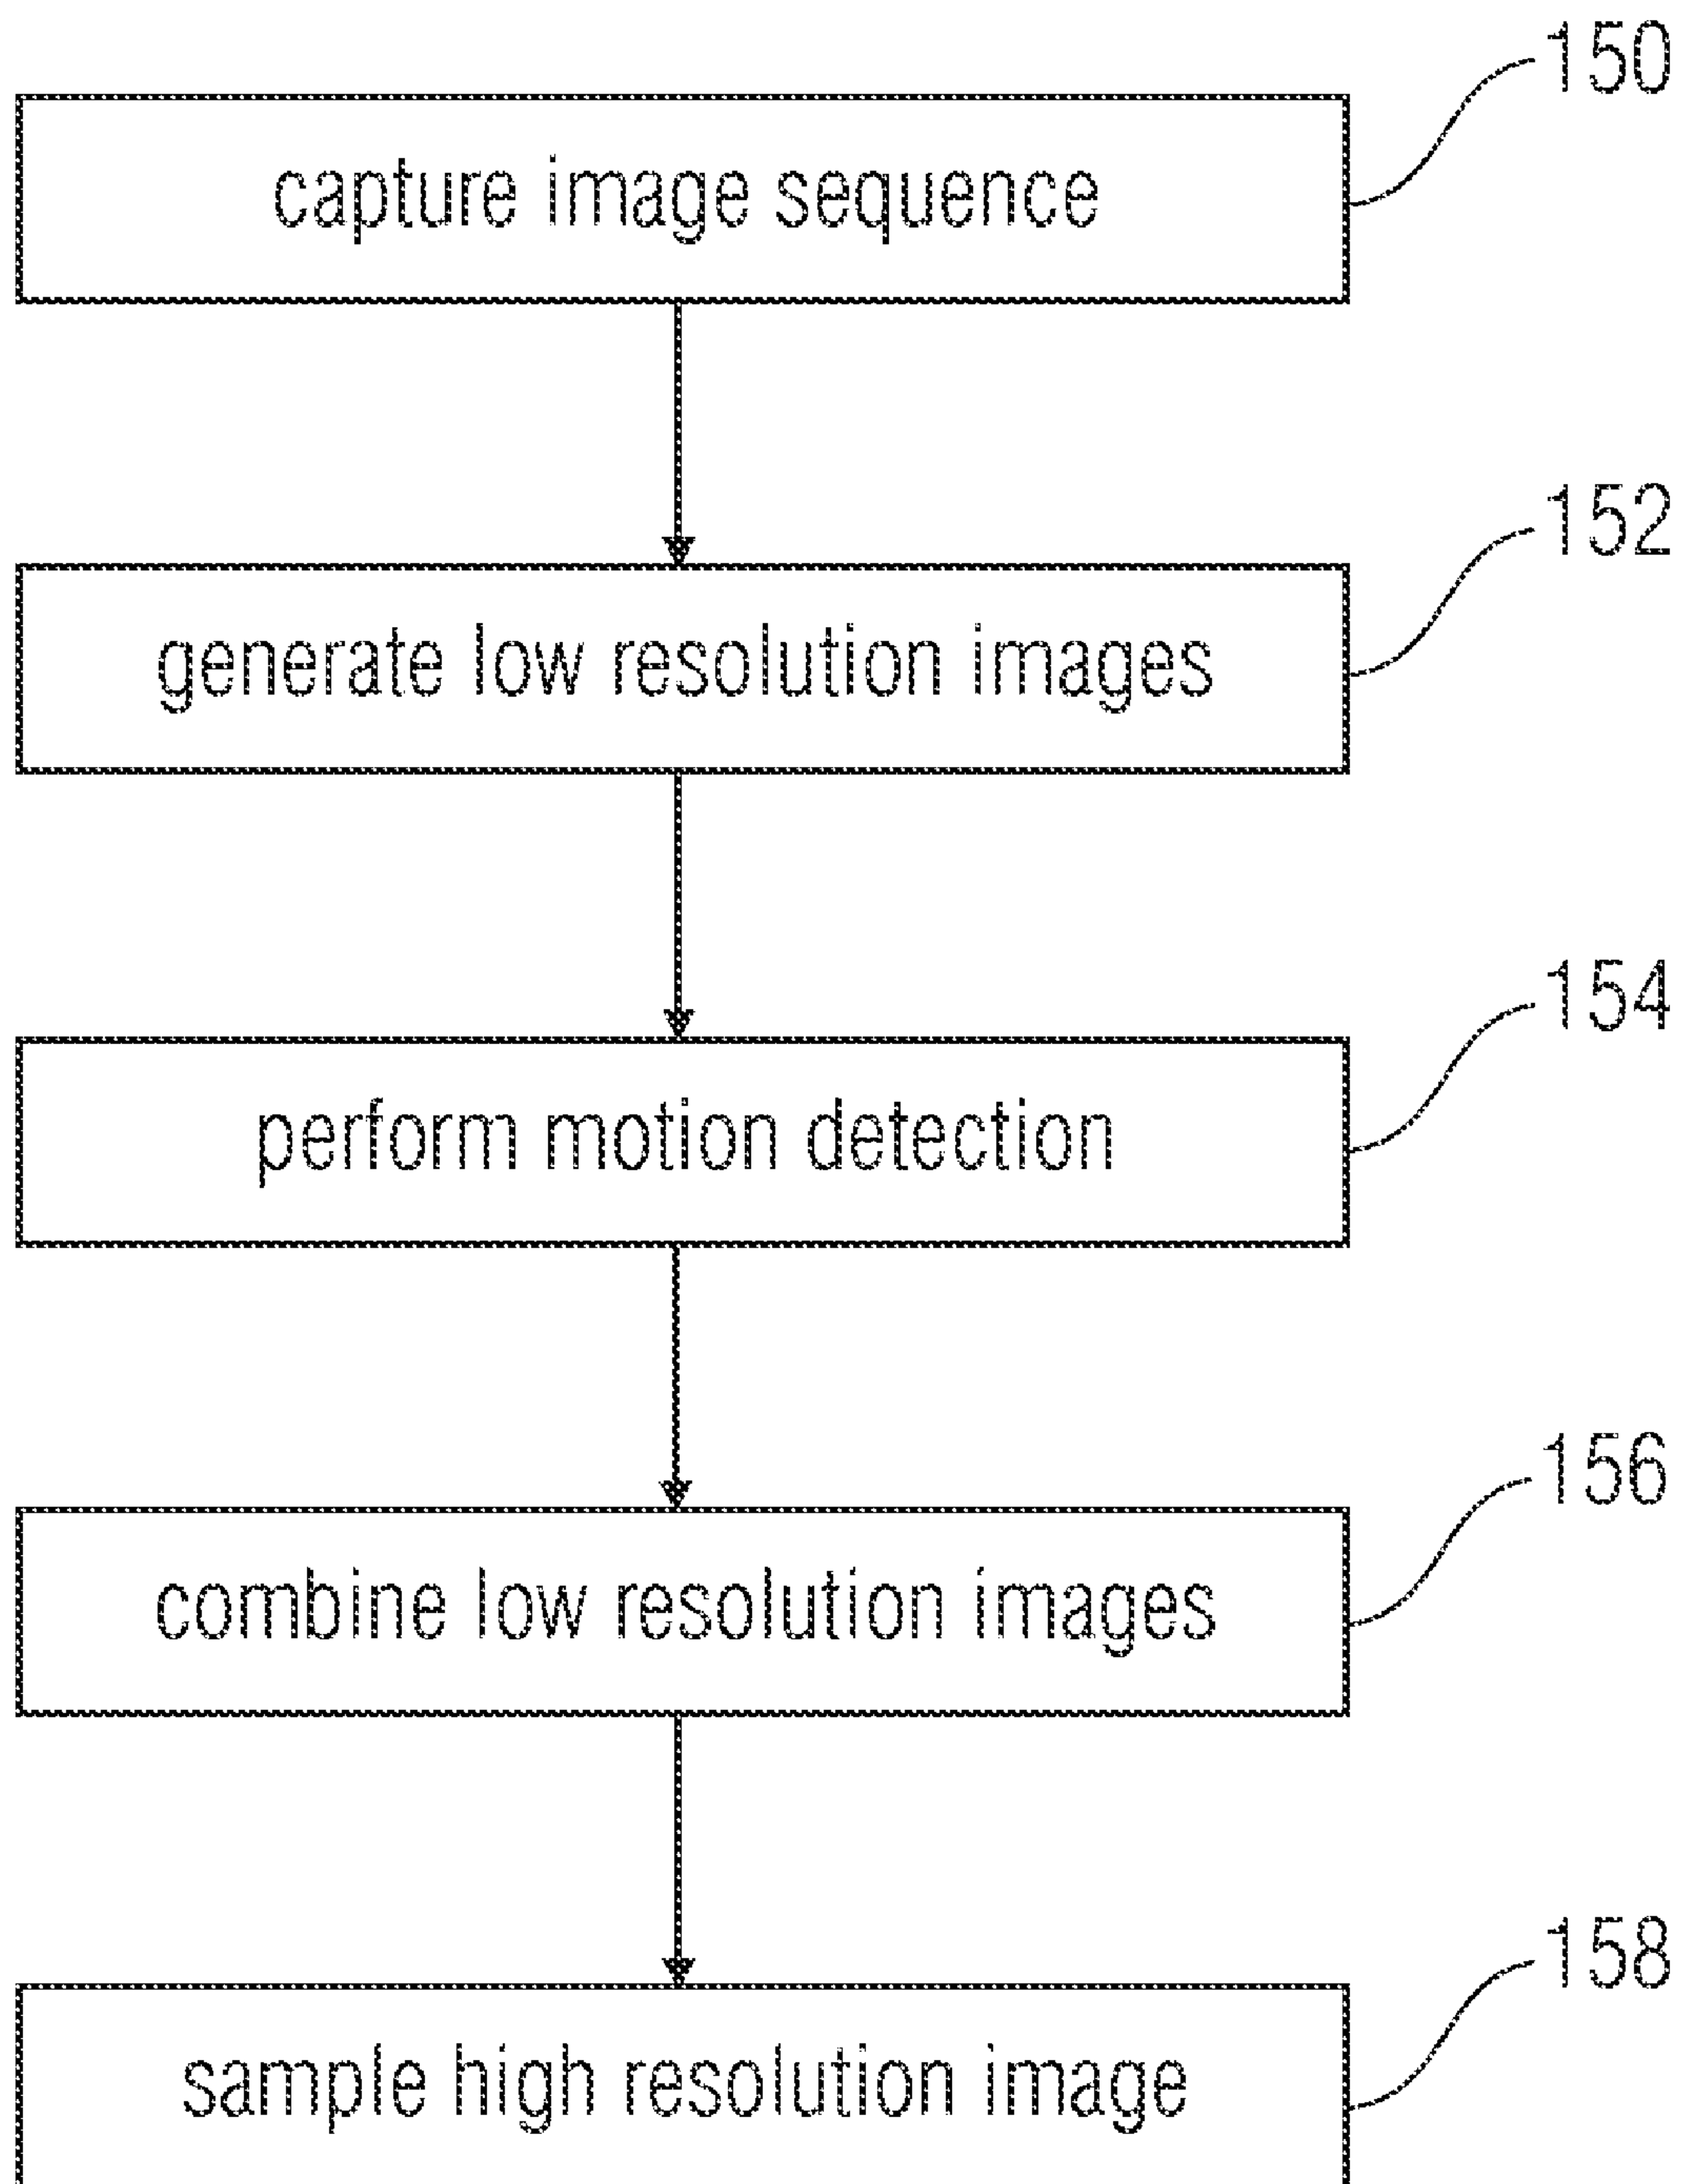 150
capture image sequence
152
generate low resolution images
154
perform motion detection
156
combine low resolution images
158
sample high resolution image